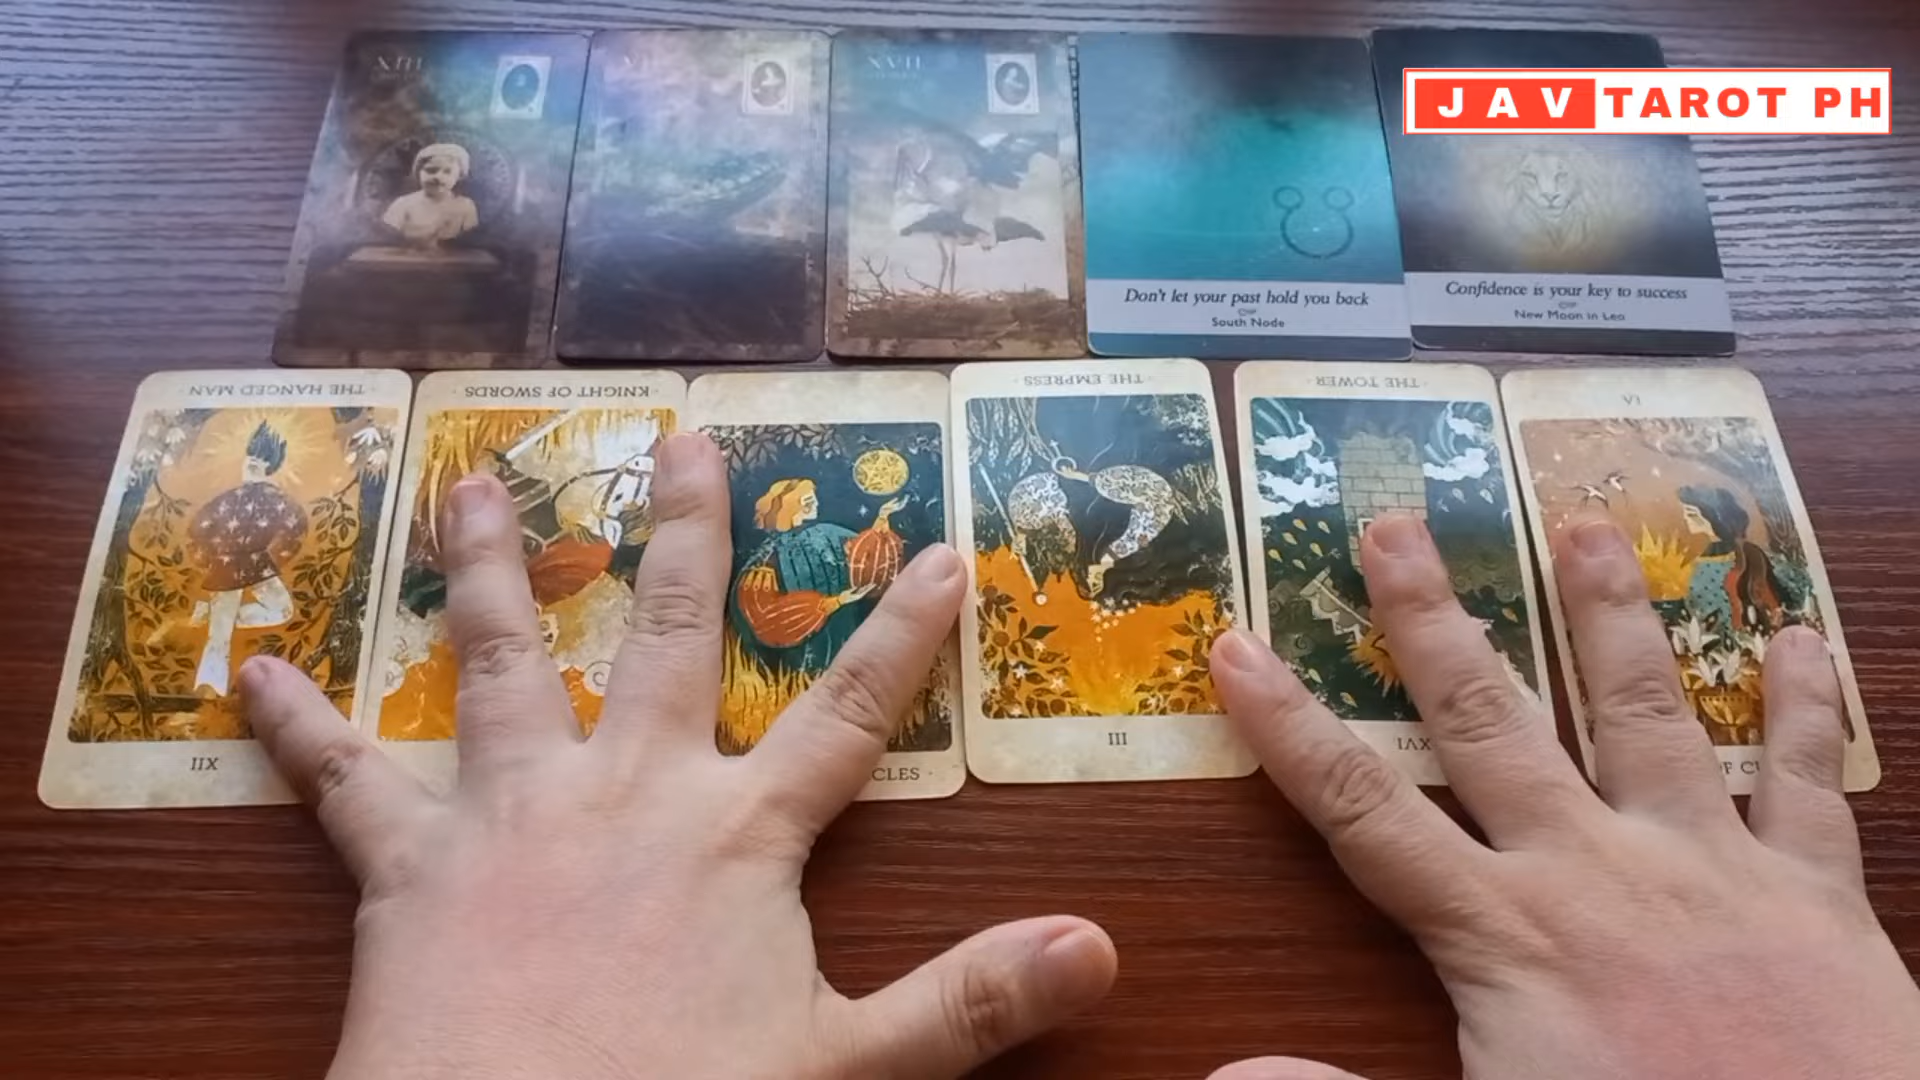 JAV TAROT PH
XIII
XVII
Don't let your past hold you back
South Node
Confidence is your key to success
New Moon in Leo
THE HANGED MAN
KNIGHT OF SWORDS
THE EMPRESS
THE TOWER
VI
XII
III
XVI